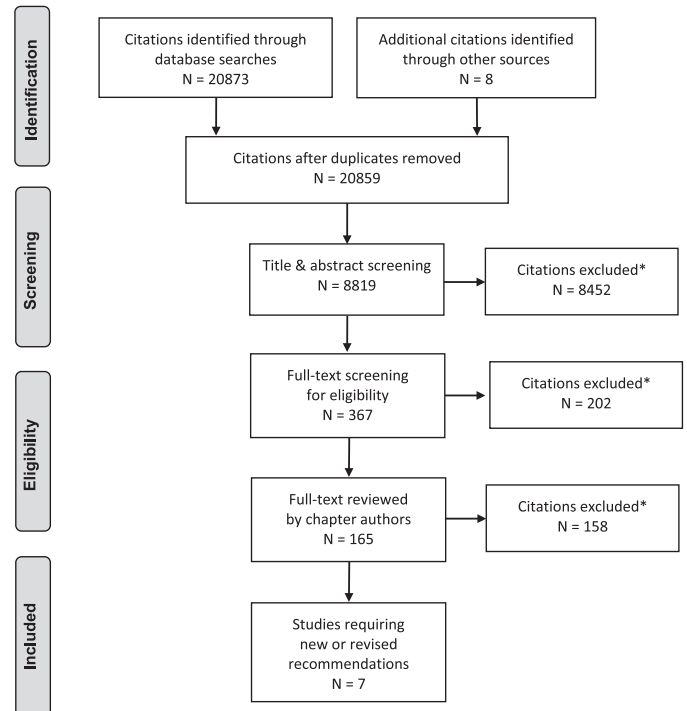 Identification
Citations identified through
database searches
N = 20873
Additional citations identified
through other sources
N = 8
Citations after duplicates removed
N = 20859
Screening
Title & abstract screening
N = 8819
Citations excluded*
N = 8452
Eligibility
Full-text screening
for eligibility
N = 367
Citations excluded*
N = 202
Full-text reviewed
by chapter authors
N = 165
Citations excluded*
N = 158
Included
Studies requiring
new or revised
recommendations
N = 7